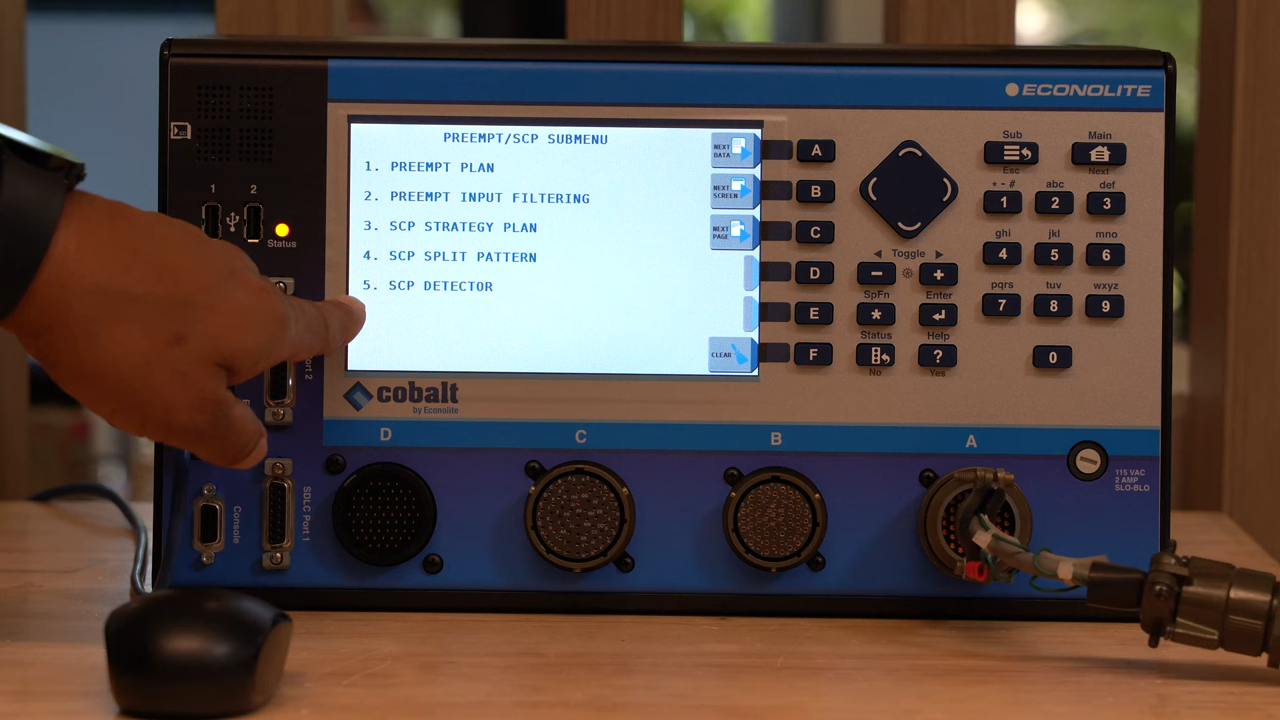 ECONOLITE
PREEMPT/SCP SUBMENU
1. PREEMPT PLAN
2. PREEMPT INPUT FILTERING
3. SCP STRATEGY PLAN
4. SCP SPLIT PATTERN
5. SCP DETECTOR
NEXT DATA
NEXT SCREEN
NEXT PAGE
CLEAR
A
B
C
D
E
F
Sub
Main
Esc
Next
* - #
abc
def
1
2
3
ghi
jkl
mno
4
5
6
pqrs
tuv
wxyz
7
8
9
0
Toggle
−
+
SpFn
Enter
*
Status
Help
?
No
Yes
1 2
Status
Port 2
cobalt
by Econolite
D
C
B
A
115 VAC
2 AMP
SLO-BLO
Console
SDLC Port 1